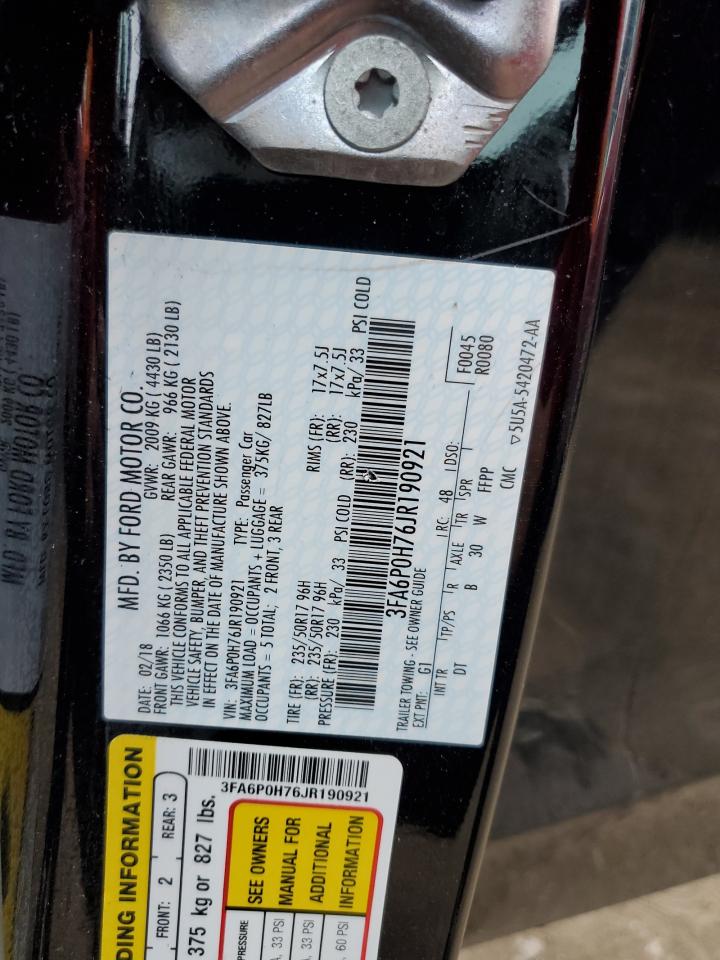 MFD. BY FORD MOTOR CO.
DATE: 02/18 GVWR: 2009 KG ( 4430 LB)
FRONT GAWR: 1066 KG ( 2350 LB) REAR GAWR: 966 KG ( 2130 LB)
THIS VEHICLE CONFORMS TO ALL APPLICABLE FEDERAL MOTOR
VEHICLE SAFETY, BUMPER, AND THEFT PREVENTION STANDARDS
IN EFFECT ON THE DATE OF MANUFACTURE SHOWN ABOVE.
VIN: 3FA6P0H76JR190921 TYPE: Passenger Car
MAXIMUM LOAD = OCCUPANTS + LUGGAGE = 375KG/ 827LB
OCCUPANTS = 5 TOTAL; 2 FRONT, 3 REAR
TIRE (FR): 235/50R17 96H RIMS (FR): 17x7.5J
(RR): 235/50R17 96H (RR): 17x7.5J
PRESSURE (FR): 230 kPa/ 33 PSI COLD (RR): 230 kPa/ 33 PSI COLD
3FA6P0H76JR190921
TRAILER TOWING - SEE OWNER GUIDE
EXT PNT: G1 RC: 48 DSO: F0045
R0080
INT TR TP/PS R AXLE TR SPR
DT B 30 W FFPP
CMC ▽5U5A-5420472-AA
DING INFORMATION
FRONT: 2 REAR: 3
375 kg or 827 lbs.
3FA6P0H76JR190921
PRESSURE
33 PSI
33 PSI
60 PSI
SEE OWNERS
MANUAL FOR
ADDITIONAL
INFORMATION